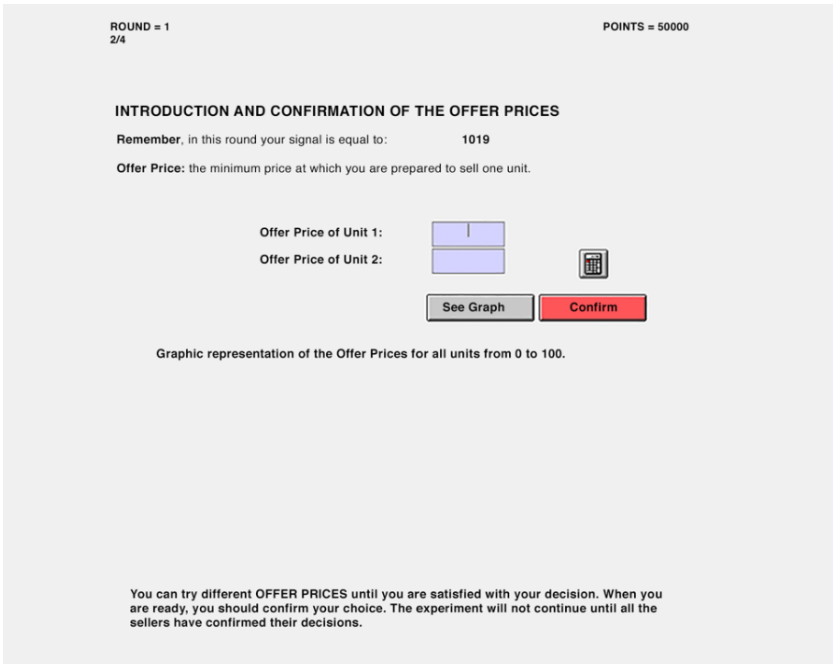 ROUND = 1
POINTS = 50000
2/4
INTRODUCTION AND CONFIRMATION OF THE OFFER PRICES
Remember, in this round your signal is equal to: 1019
Offer Price: the minimum price at which you are prepared to sell one unit.
Offer Price of Unit 1:
Offer Price of Unit 2:
See Graph
Confirm
Graphic representation of the Offer Prices for all units from 0 to 100.
You can try different OFFER PRICES until you are satisfied with your decision. When you
are ready, you should confirm your choice. The experiment will not continue until all the
sellers have confirmed their decisions.